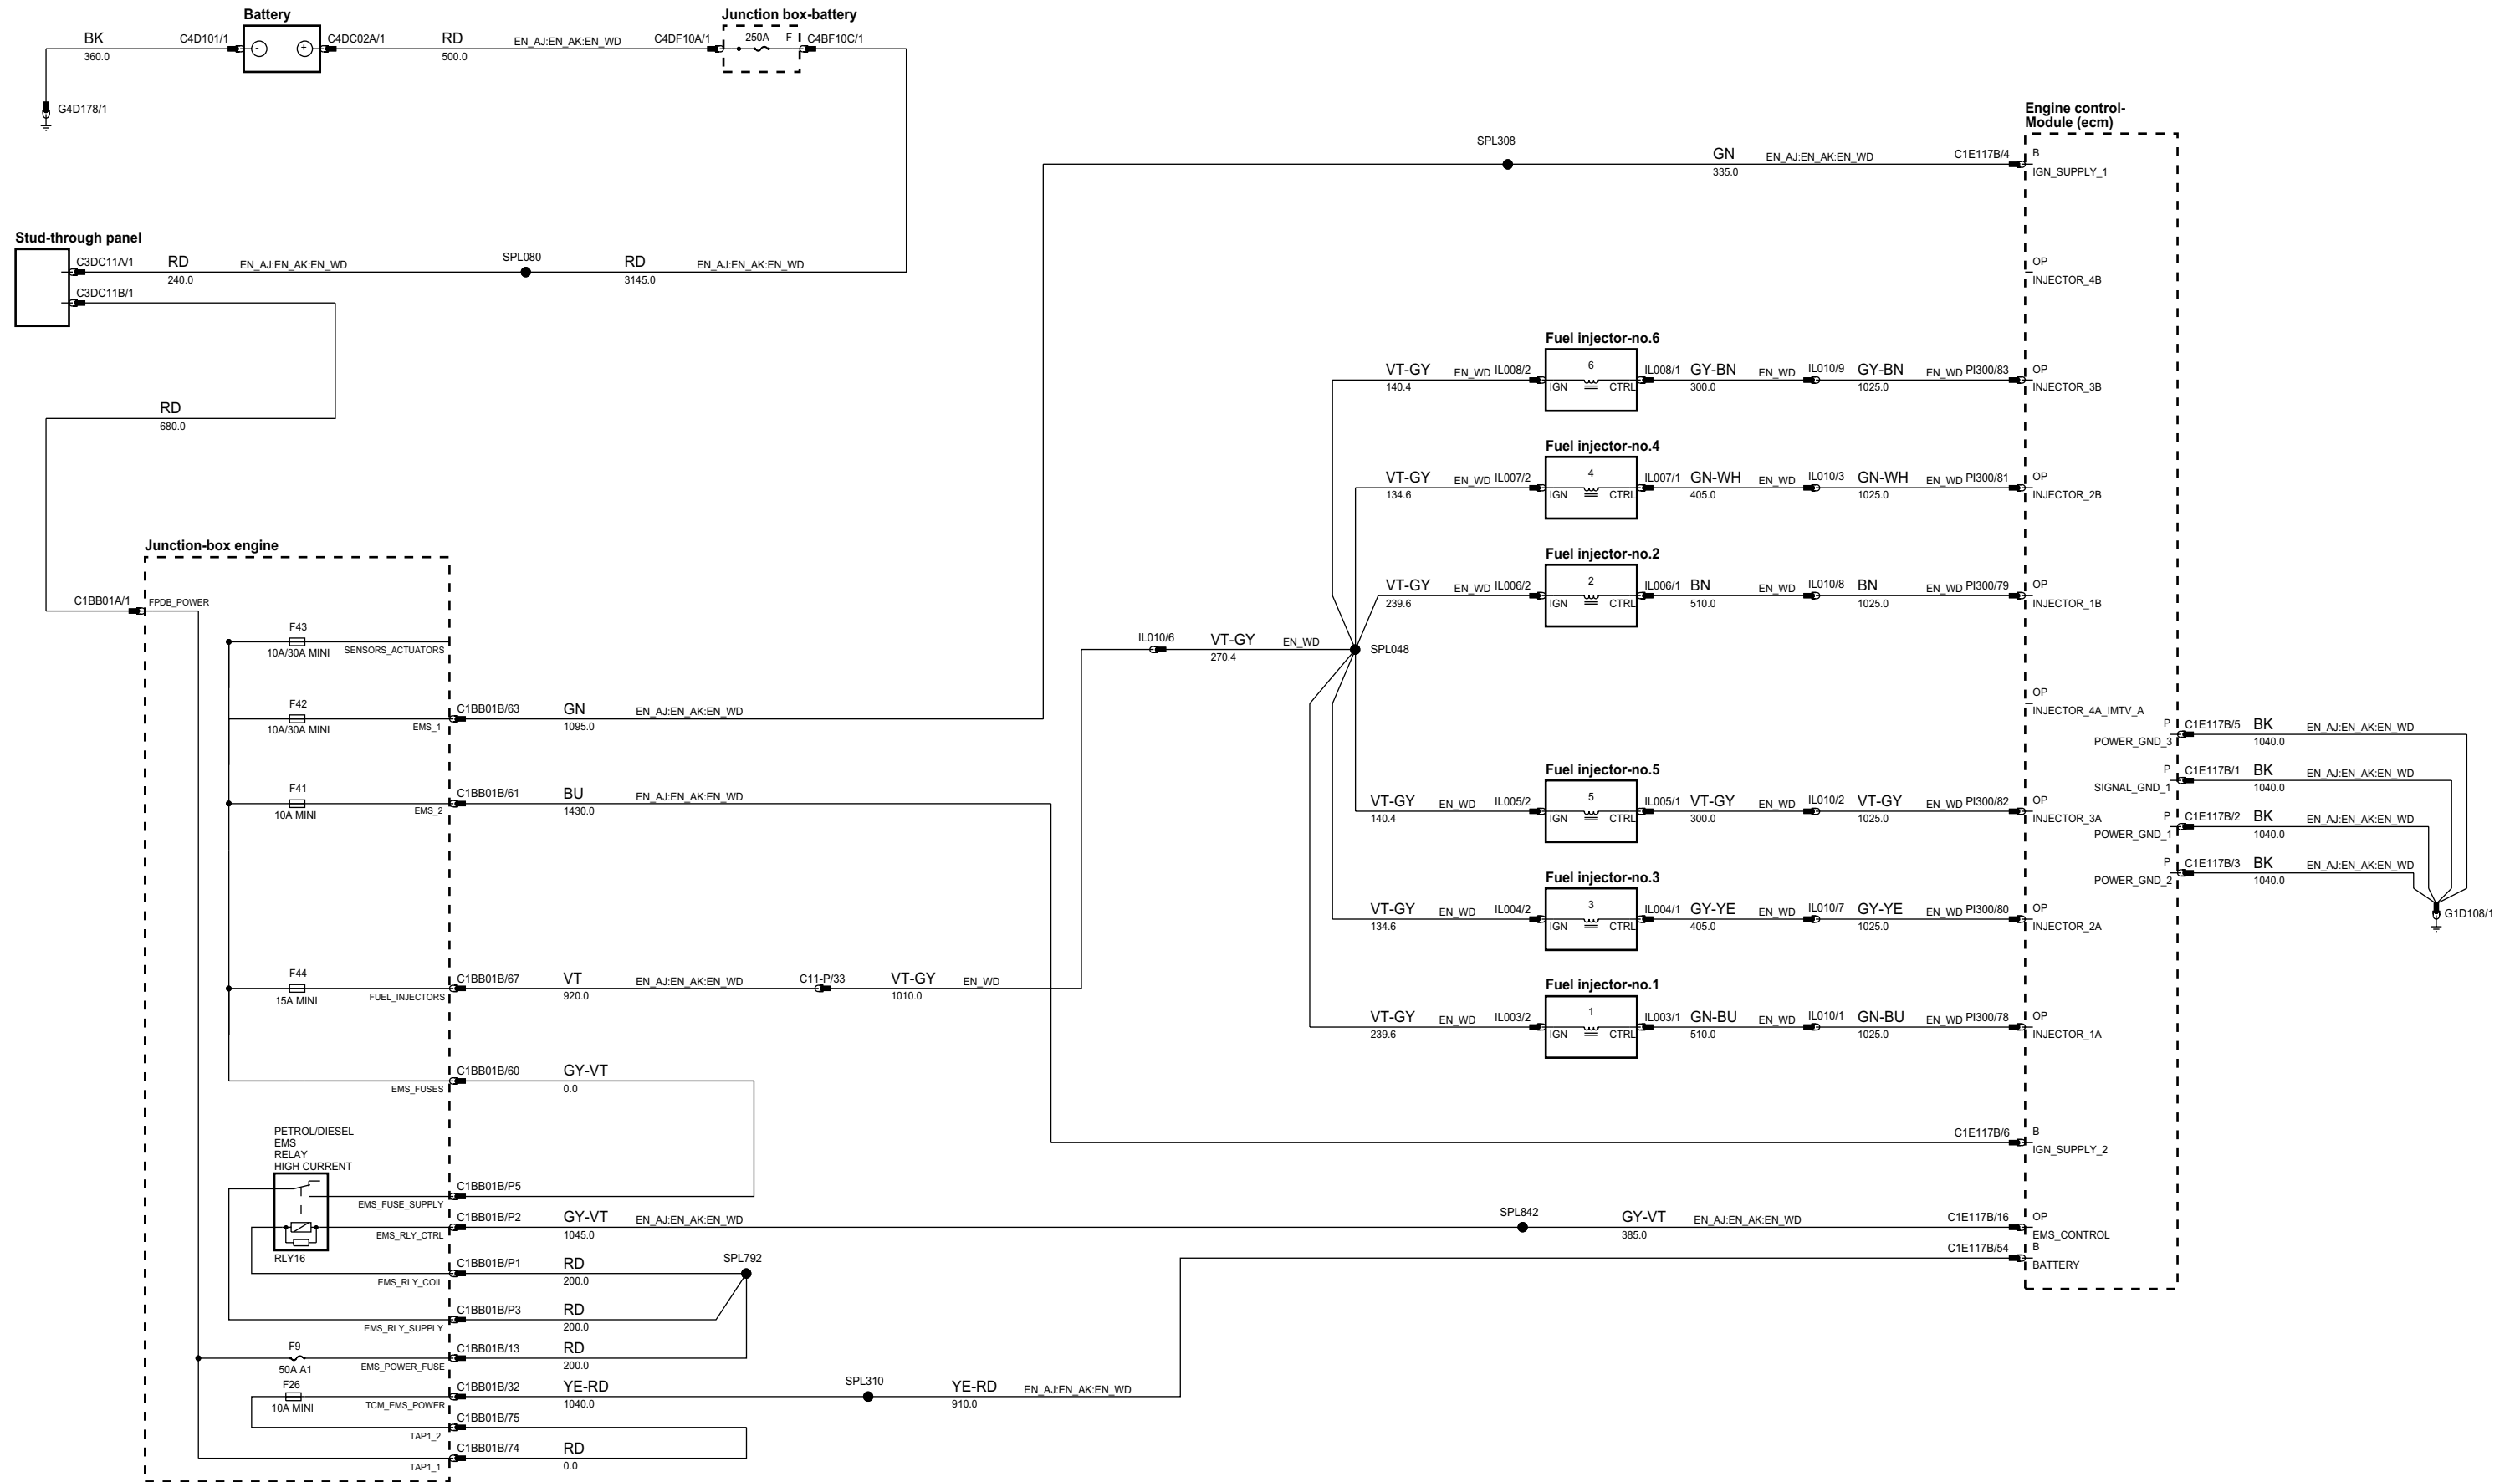 Battery
Junction box-battery
BK
360.0
C4D101/1
-
+
C4DC02A/1
RD
500.0
EN_AJ:EN_AK:EN_WD
C4DF10A/1
250A
F
C4BF10C/1
G4D178/1
Engine control-
Module (ecm)
SPL308
GN
335.0
EN_AJ:EN_AK:EN_WD
C1E117B/4
B
IGN_SUPPLY_1
Stud-through panel
C3DC11A/1
RD
240.0
EN_AJ:EN_AK:EN_WD
SPL080
RD
3145.0
EN_AJ:EN_AK:EN_WD
C3DC11B/1
RD
680.0
OP
INJECTOR_4B
Fuel injector-no.6
VT-GY
140.4
EN_WD
IL008/2
6
IGN
CTRL
IL008/1
GY-BN
300.0
EN_WD
IL010/9
GY-BN
1025.0
EN_WD
PI300/83
OP
INJECTOR_3B
Fuel injector-no.4
VT-GY
134.6
EN_WD
IL007/2
4
IGN
CTRL
IL007/1
GN-WH
405.0
EN_WD
IL010/3
GN-WH
1025.0
EN_WD
PI300/81
OP
INJECTOR_2B
Fuel injector-no.2
VT-GY
239.6
EN_WD
IL006/2
2
IGN
CTRL
IL006/1
BN
510.0
EN_WD
IL010/8
BN
1025.0
EN_WD
PI300/79
OP
INJECTOR_1B
IL010/6
VT-GY
270.4
EN_WD
SPL048
OP
INJECTOR_4A_IMTV_A
Fuel injector-no.5
VT-GY
140.4
EN_WD
IL005/2
5
IGN
CTRL
IL005/1
VT-GY
300.0
EN_WD
IL010/2
VT-GY
1025.0
EN_WD
PI300/82
OP
INJECTOR_3A
Fuel injector-no.3
VT-GY
134.6
EN_WD
IL004/2
3
IGN
CTRL
IL004/1
GY-YE
405.0
EN_WD
IL010/7
GY-YE
1025.0
EN_WD
PI300/80
OP
INJECTOR_2A
Fuel injector-no.1
VT-GY
239.6
EN_WD
IL003/2
1
IGN
CTRL
IL003/1
GN-BU
510.0
EN_WD
IL010/1
GN-BU
1025.0
EN_WD
PI300/78
OP
INJECTOR_1A
P
POWER_GND_3
C1E117B/5
BK
1040.0
EN_AJ:EN_AK:EN_WD
P
SIGNAL_GND_1
C1E117B/1
BK
1040.0
EN_AJ:EN_AK:EN_WD
P
POWER_GND_1
C1E117B/2
BK
1040.0
EN_AJ:EN_AK:EN_WD
P
POWER_GND_2
C1E117B/3
BK
1040.0
EN_AJ:EN_AK:EN_WD
G1D108/1
Junction-box engine
C1BB01A/1
FPDB_POWER
F43
10A/30A MINI
SENSORS_ACTUATORS
F42
10A/30A MINI
EMS_1
C1BB01B/63
GN
1095.0
EN_AJ:EN_AK:EN_WD
F41
10A MINI
EMS_2
C1BB01B/61
BU
1430.0
EN_AJ:EN_AK:EN_WD
F44
15A MINI
FUEL_INJECTORS
C1BB01B/67
VT
920.0
EN_AJ:EN_AK:EN_WD
C11-P/33
VT-GY
1010.0
EN_WD
EMS_FUSES
C1BB01B/60
GY-VT
0.0
C1E117B/6
B
IGN_SUPPLY_2
PETROL/DIESEL
EMS
RELAY
HIGH CURRENT
RLY16
EMS_FUSE_SUPPLY
C1BB01B/P5
EMS_RLY_CTRL
C1BB01B/P2
GY-VT
1045.0
EN_AJ:EN_AK:EN_WD
SPL842
GY-VT
385.0
EN_AJ:EN_AK:EN_WD
C1E117B/16
OP
EMS_CONTROL
EMS_RLY_COIL
C1BB01B/P1
RD
200.0
SPL792
C1E117B/54
B
BATTERY
EMS_RLY_SUPPLY
C1BB01B/P3
RD
200.0
F9
50A A1
EMS_POWER_FUSE
C1BB01B/13
RD
200.0
F26
10A MINI
TCM_EMS_POWER
C1BB01B/32
YE-RD
1040.0
SPL310
YE-RD
910.0
EN_AJ:EN_AK:EN_WD
TAP1_2
C1BB01B/75
TAP1_1
C1BB01B/74
RD
0.0